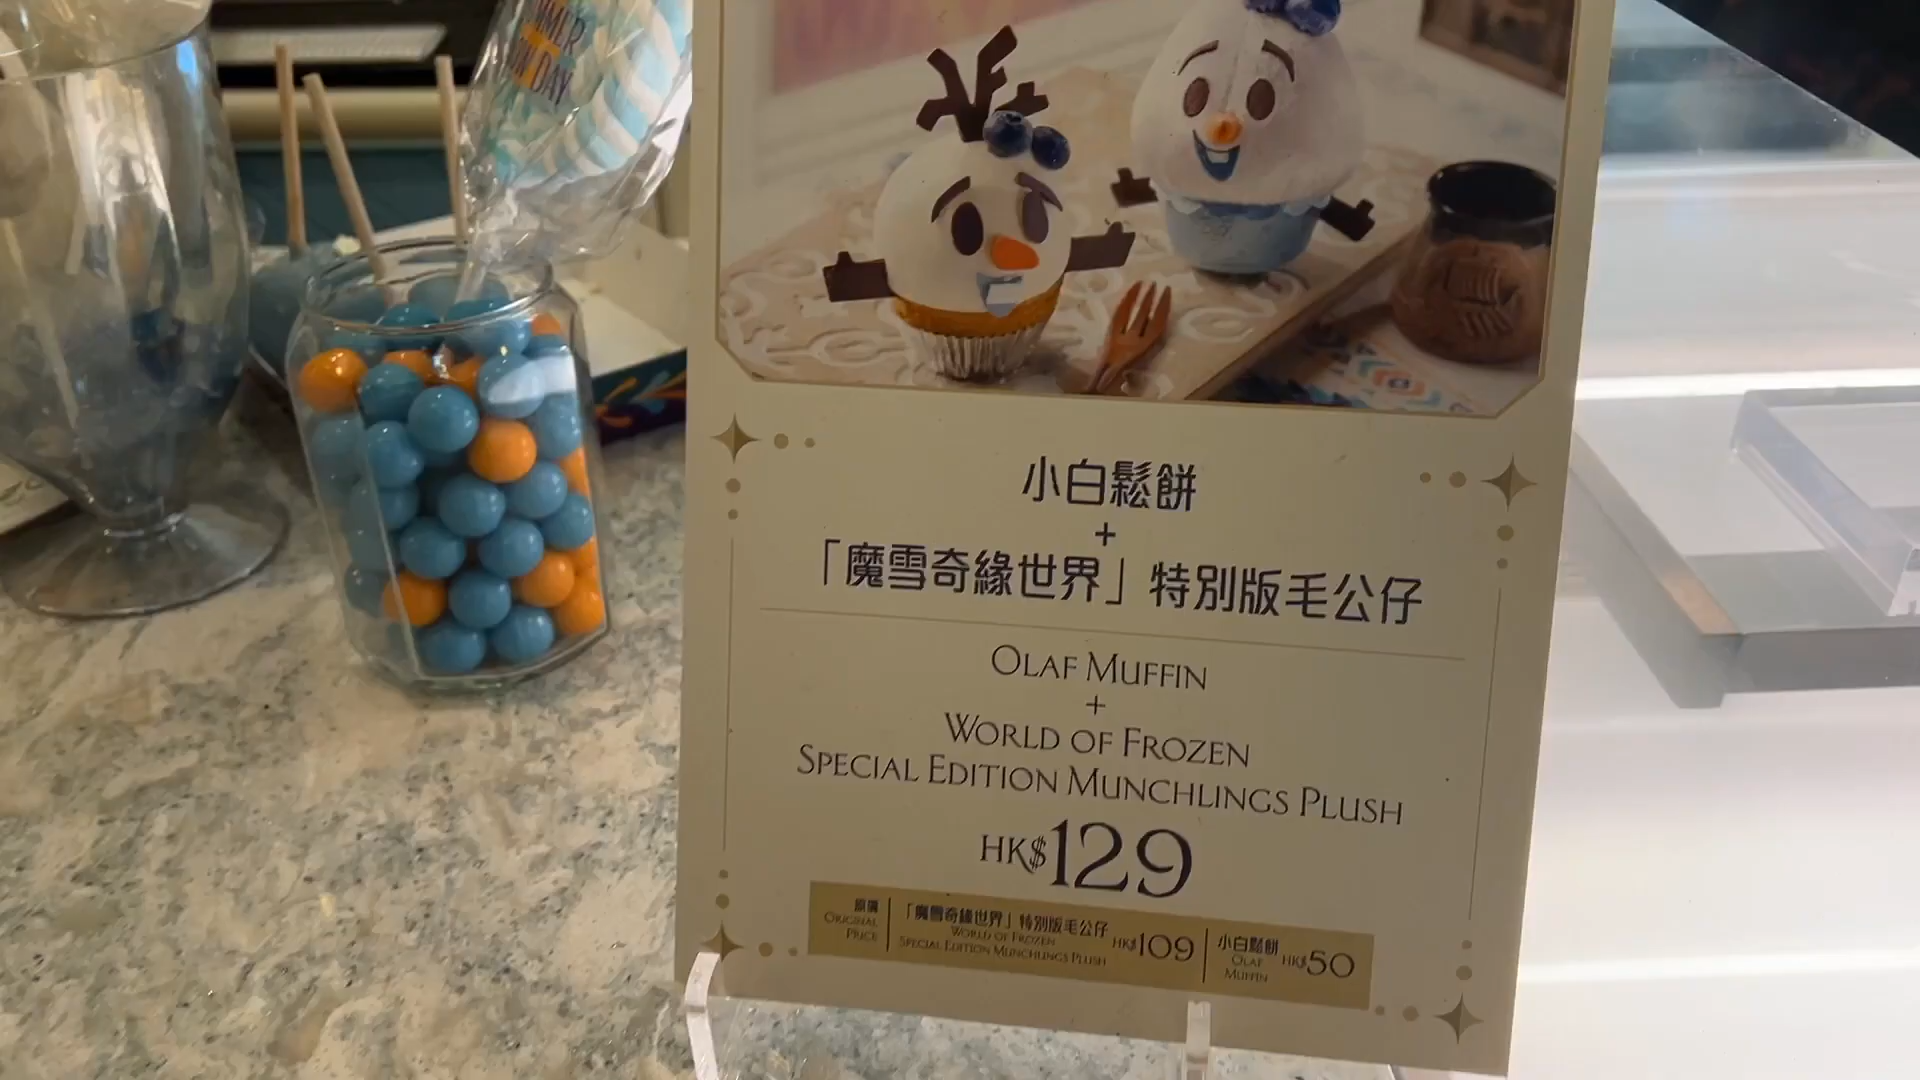 SUMMER
SNOW DAY
小白鬆餅
+
「魔雪奇緣世界」特別版毛公仔
OLAF MUFFIN
+
WORLD OF FROZEN
SPECIAL EDITION MUNCHLINGS PLUSH
HK$129
原價
ORIGINAL
PRICE
「魔雪奇緣世界」特別版毛公仔
WORLD OF FROZEN
SPECIAL EDITION MUNCHLINGS PLUSH
HK$109
小白鬆餅
OLAF
MUFFIN
HK$50